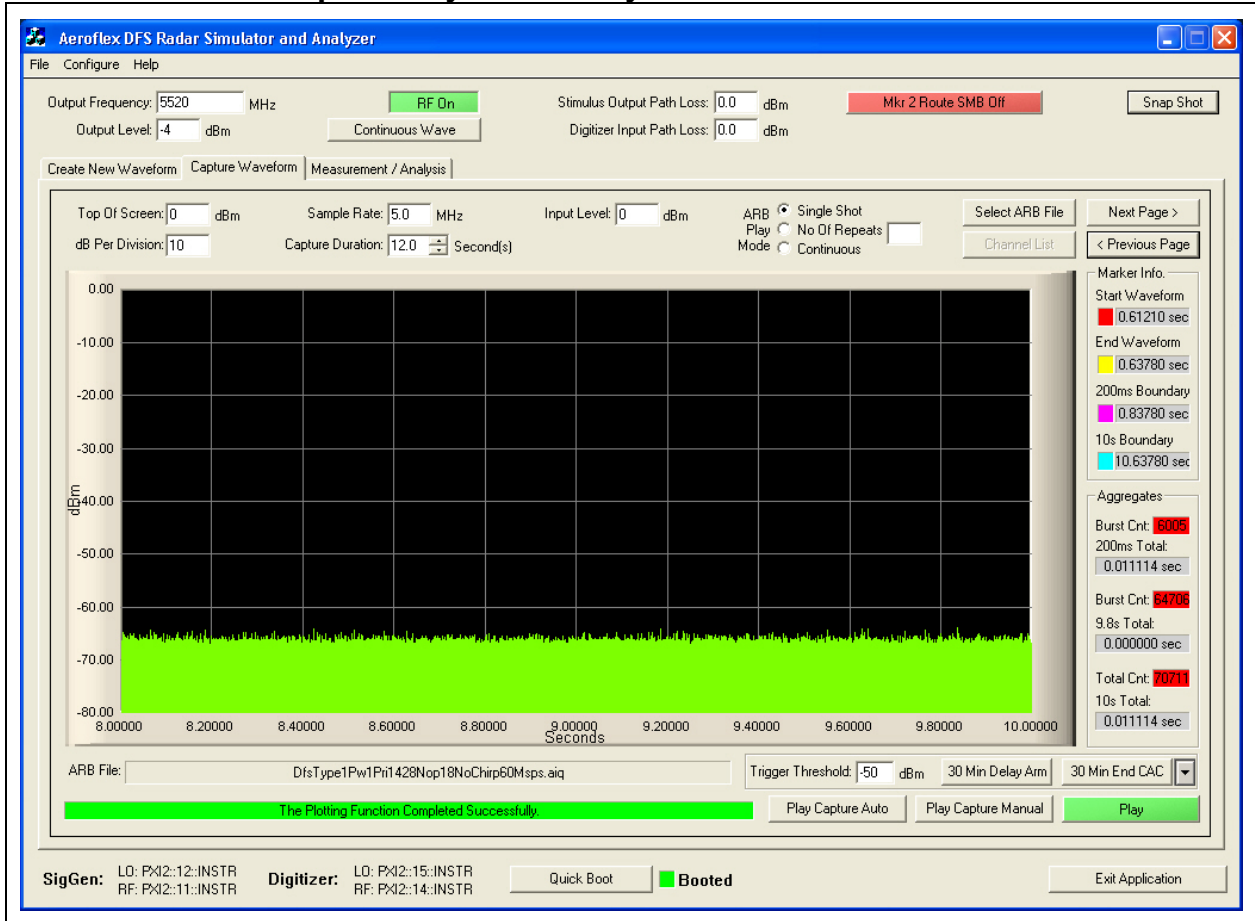 Aeroflex DFS Radar Simulator and Analyzer
File Configure Help
Output Frequency: 5520 MHz
RF On
Stimulus Output Path Loss: 0.0 dBm
Mkr 2 Route SMB Off
Snap Shot
Output Level: -4 dBm
Continuous Wave
Digitizer Input Path Loss: 0.0 dBm
Create New Waveform
Capture Waveform
Measurement / Analysis
Top Of Screen: 0 dBm
Sample Rate: 5.0 MHz
Input Level: 0 dBm
ARB Play Mode
Single Shot
No Of Repeats
Continuous
Select ARB File
Next Page >
dB Per Division: 10
Capture Duration: 12.0 Second(s)
Channel List
< Previous Page
0.00
-10.00
-20.00
-30.00
-40.00
-50.00
-60.00
-70.00
-80.00
dBm
8.00000 8.20000 8.40000 8.60000 8.80000 9.00000 9.20000 9.40000 9.60000 9.80000 10.00000
Seconds
Marker Info.
Start Waveform
0.61210 sec
End Waveform
0.63780 sec
200ms Boundary
0.83780 sec
10s Boundary
10.63780 sec
Aggregates
Burst Cnt: 6005
200ms Total:
0.011114 sec
Burst Cnt: 64706
9.8s Total:
0.000000 sec
Total Cnt: 70711
10s Total:
0.011114 sec
ARB File: DfsType1Pw1Pri1428Nop18NoChirp60Msps.aiq
Trigger Threshold: -50 dBm
30 Min Delay Arm
30 Min End CAC
The Plotting Function Completed Successfully.
Play Capture Auto
Play Capture Manual
Play
SigGen: LO: PXI2::12::INSTR
RF: PXI2::11::INSTR
Digitizer: LO: PXI2::15::INSTR
RF: PXI2::14::INSTR
Quick Boot
Booted
Exit Application